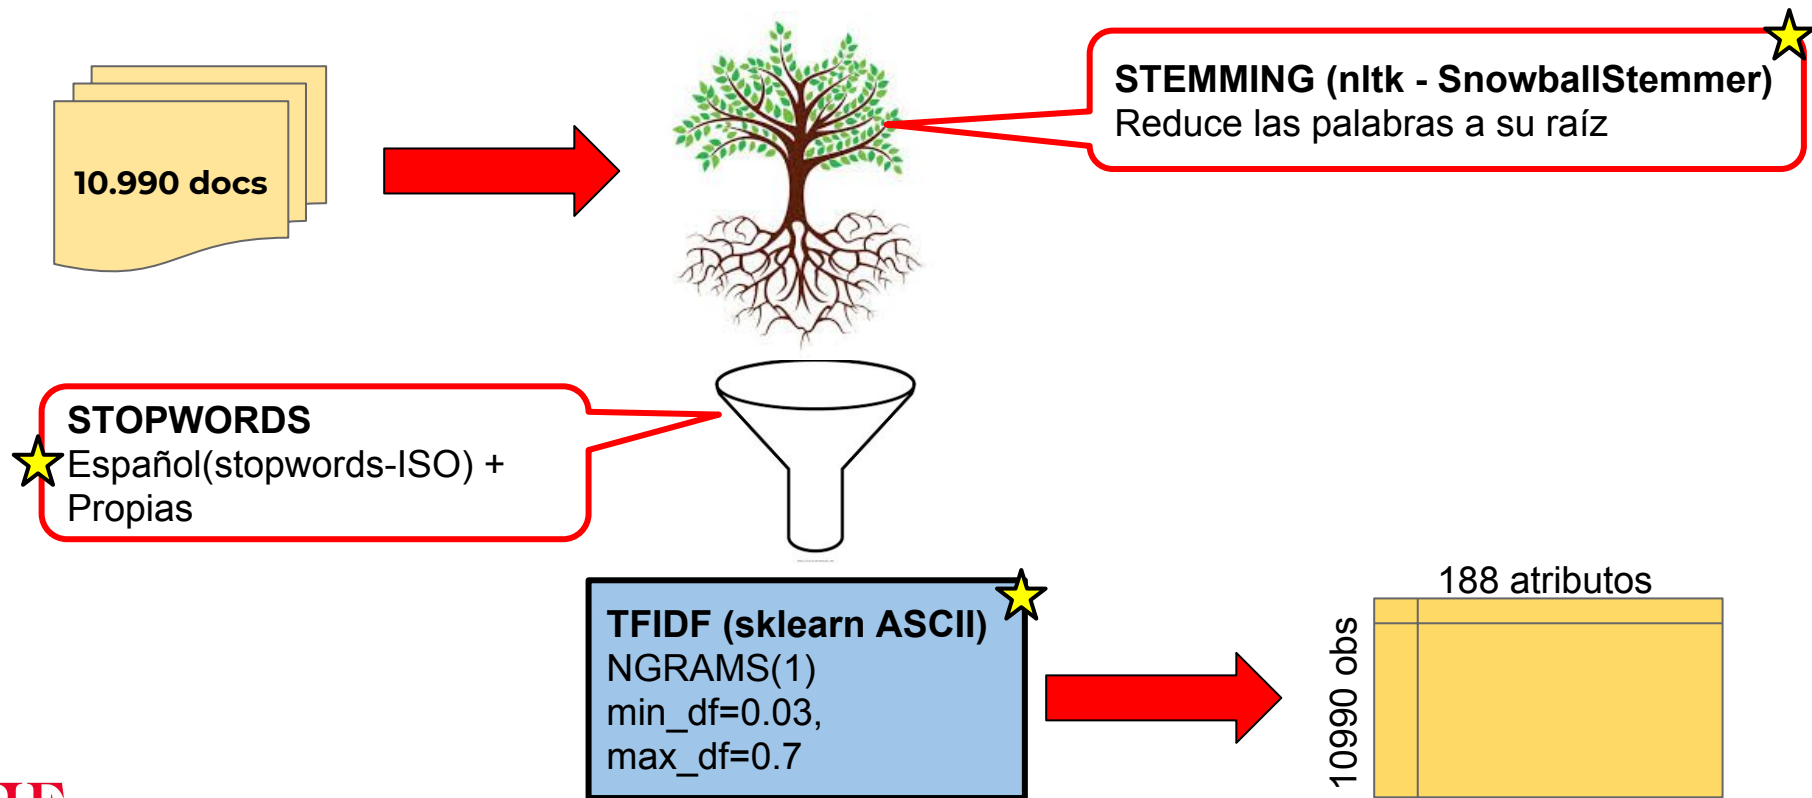 10.990 docs
STEMMING (nltk - SnowballStemmer)
Reduce las palabras a su raíz
STOPWORDS
Español(stopwords-ISO) +
Propias
TFIDF (sklearn ASCII)
NGRAMS(1)
min_df=0.03,
max_df=0.7
188 atributos
10990 obs